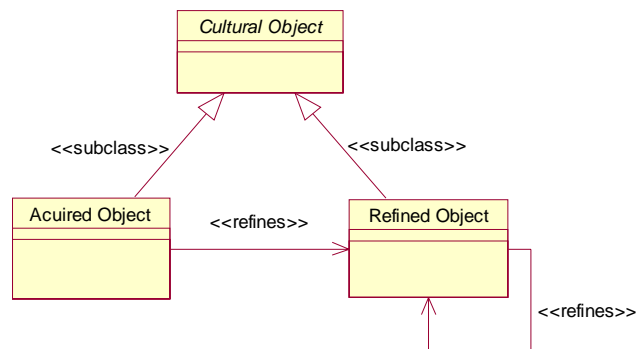 Cultural Object
<<subclass>>
<<subclass>>
Acuired Object
Refined Object
<<refines>>
<<refines>>